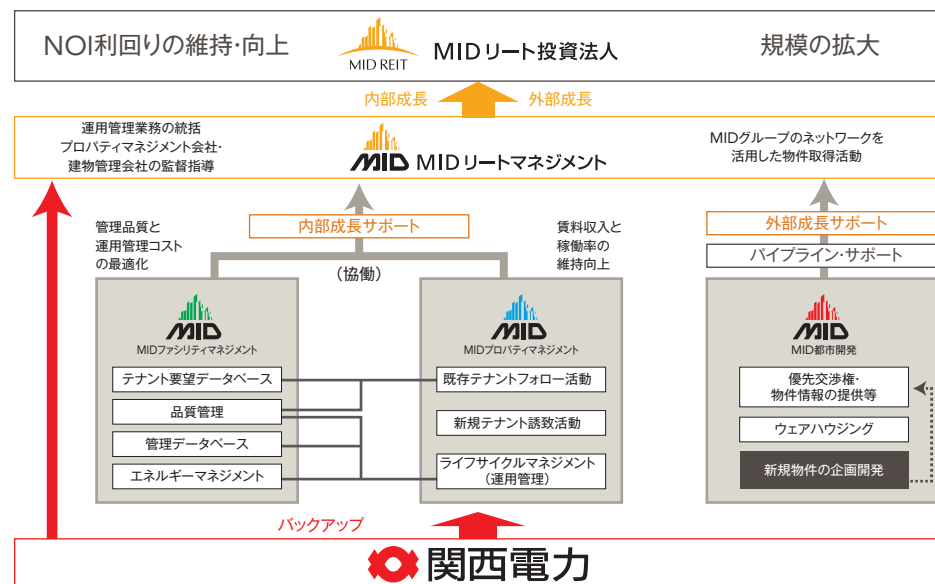 NOI利回りの維持・向上
MID REIT
MIDリート投資法人
規模の拡大
内部成長
外部成長
運用管理業務の統括
プロパティマネジメント会社・
建物管理会社の監督指導
MID MIDリートマネジメント
MIDグループのネットワークを
活用した物件取得活動
管理品質と
運用管理コスト
の最適化
内部成長サポート
(協働)
賃料収入と
稼働率の
維持向上
外部成長サポート
パイプライン・サポート
MID
MIDファシリティマネジメント
テナント要望データベース
品質管理
管理データベース
エネルギーマネジメント
MID
MIDプロパティマネジメント
既存テナントフォロー活動
新規テナント誘致活動
ライフサイクルマネジメント
(運用管理)
MID
MID都市開発
優先交渉権・
物件情報の提供等
ウェアハウジング
新規物件の企画開発
バックアップ
関西電力